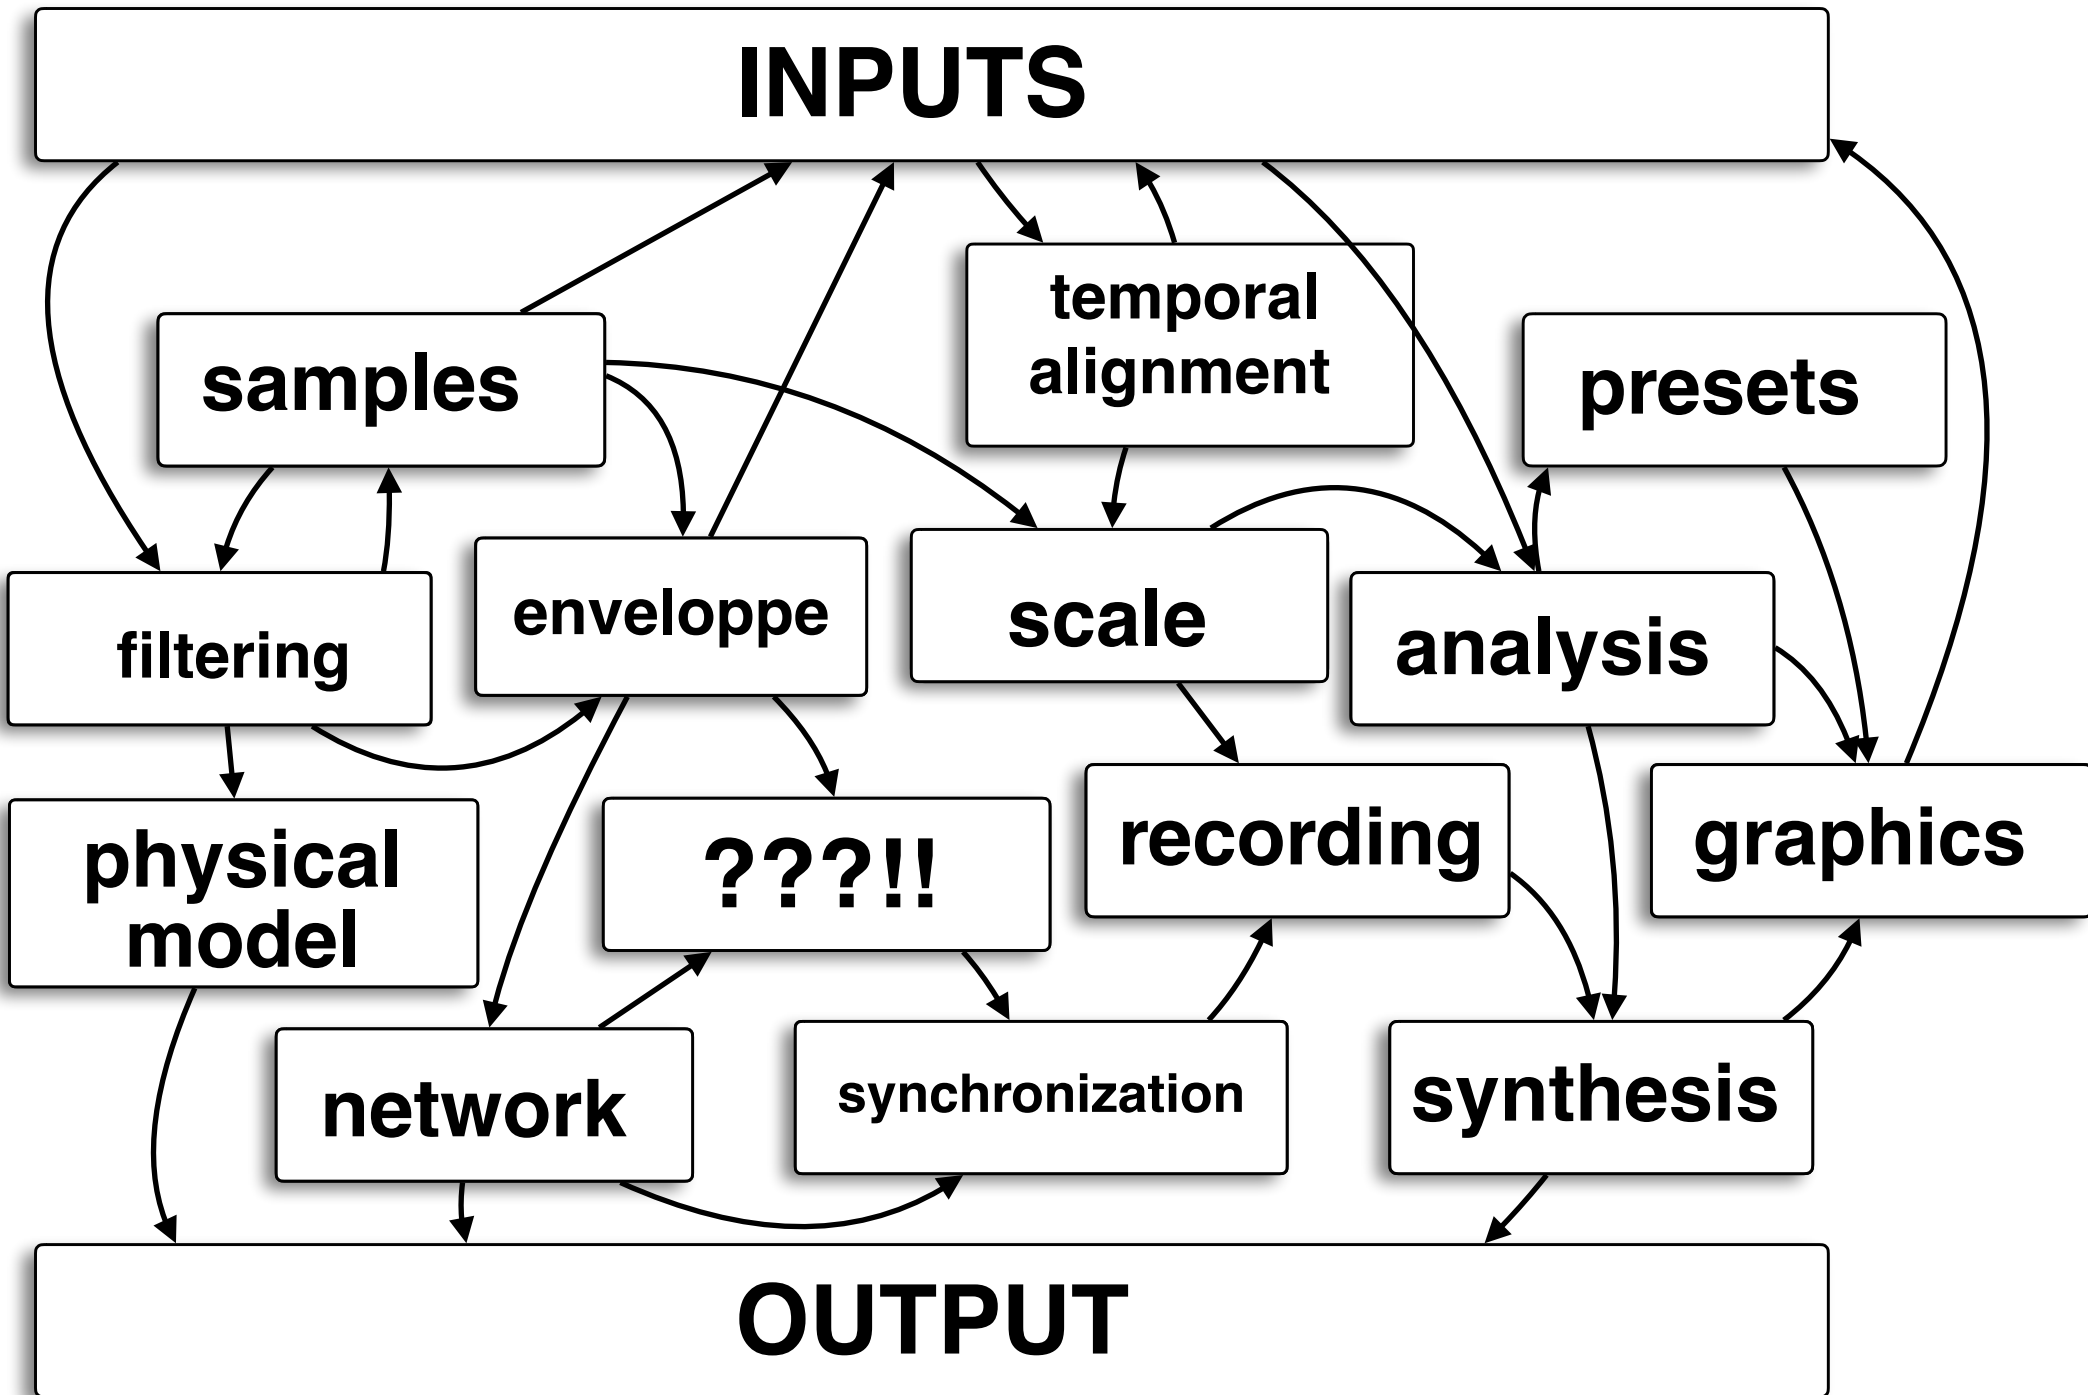 INPUTS
temporal
alignment
samples
presets
enveloppe
scale
filtering
analysis
physical
model
???!!
recording
graphics
network
synchronization
synthesis
OUTPUT